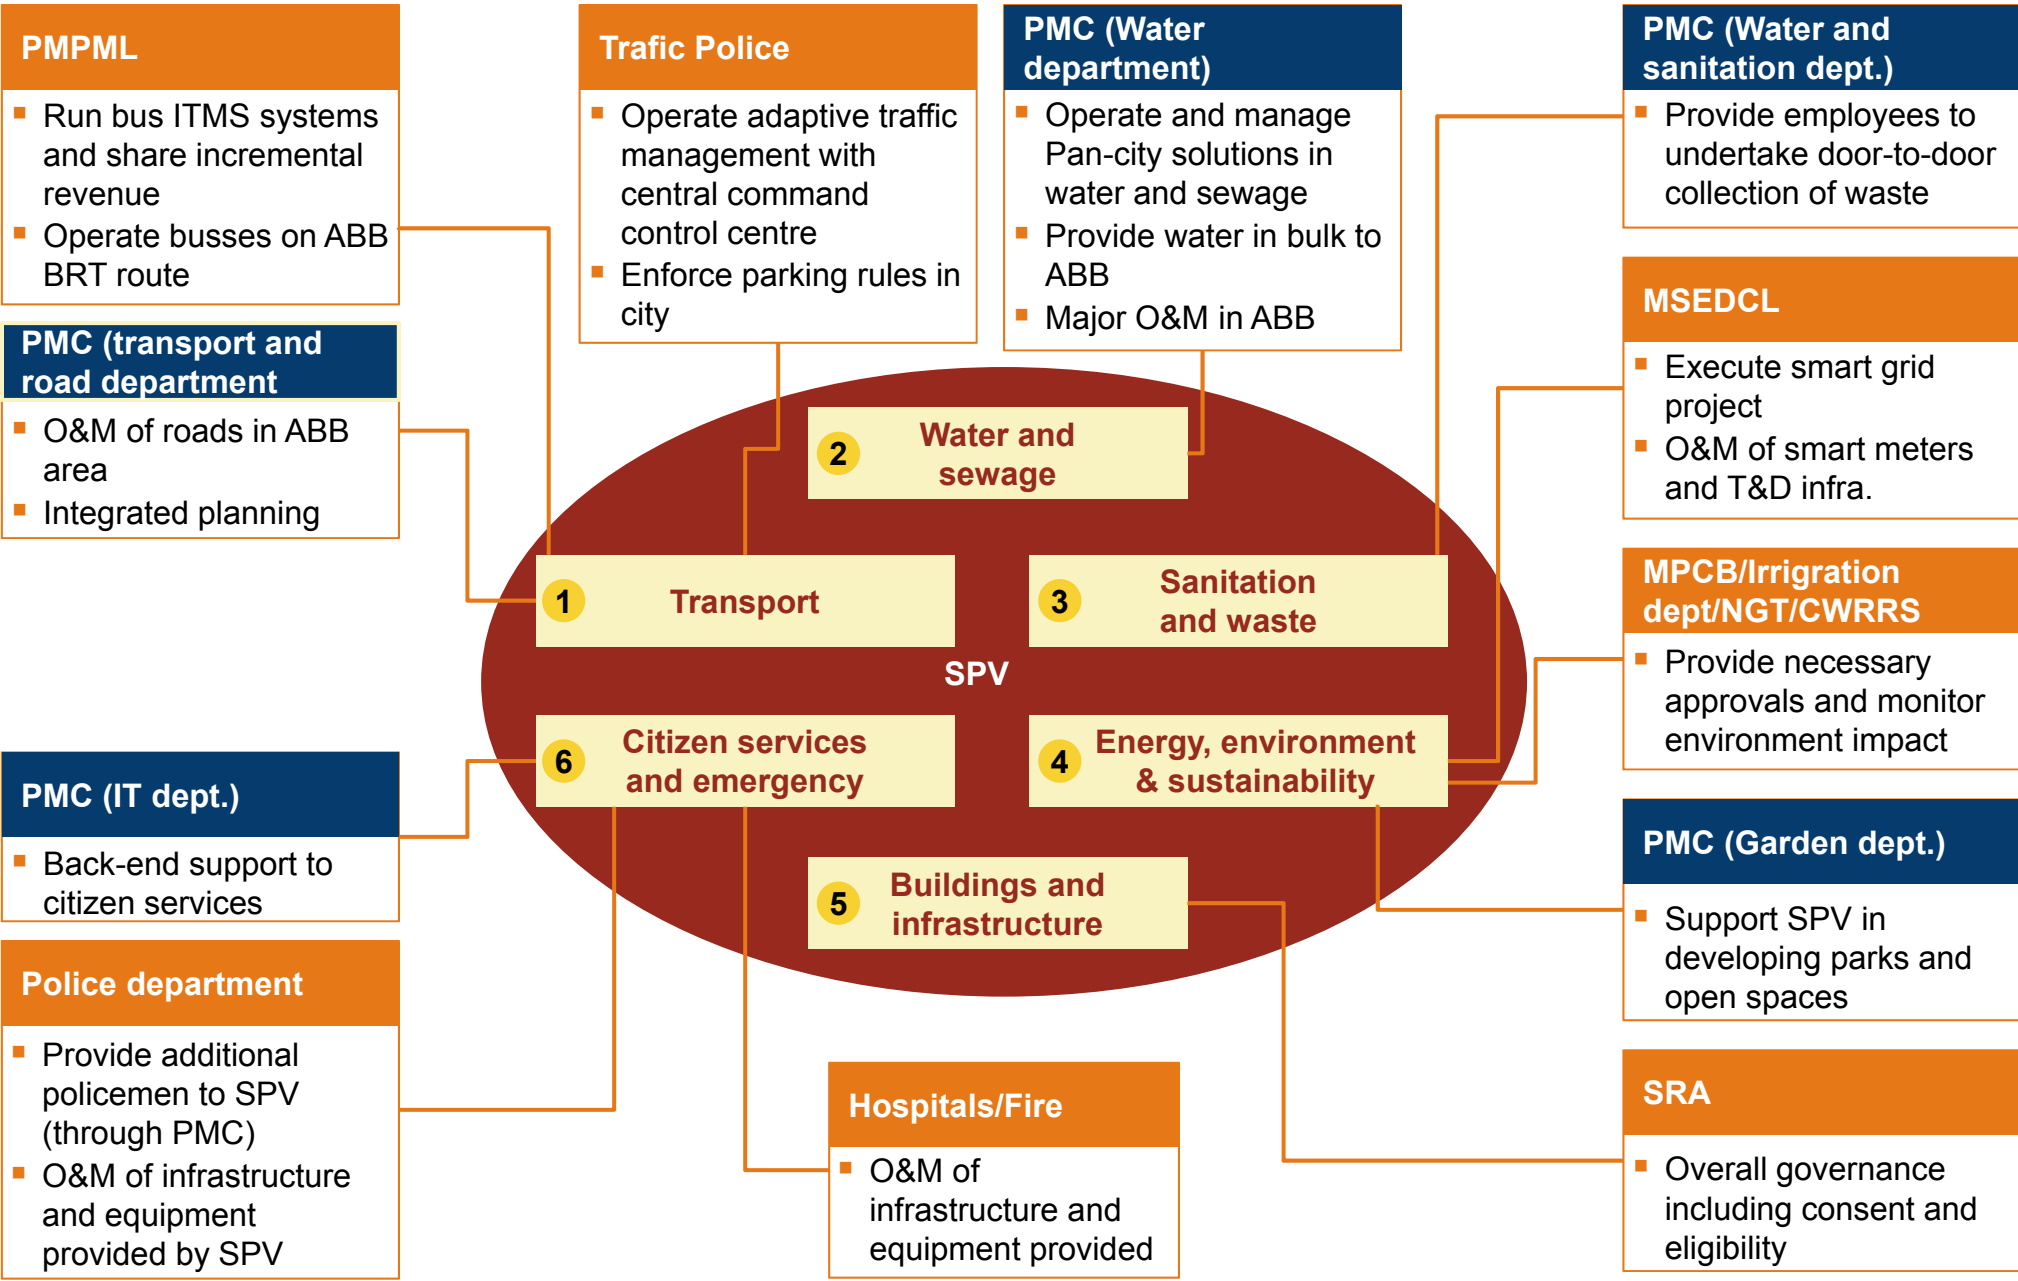 PMPML
Run bus ITMS systems
and share incremental
revenue
Operate busses on ABB
BRT route
Trafic Police
Operate adaptive traffic
management with
central command
control centre
Enforce parking rules in
city
PMC (Water
department)
Operate and manage
Pan-city solutions in
water and sewage
Provide water in bulk to
ABB
Major O&M in ABB
PMC (Water and
sanitation dept.)
Provide employees to
undertake door-to-door
collection of waste
PMC (transport and
road department
O&M of roads in ABB
area
Integrated planning
MSEDCL
Execute smart grid
project
O&M of smart meters
and T&D infra.
2
Water and
sewage
1
Transport
3
Sanitation
and waste
SPV
6
Citizen services
and emergency
4
Energy, environment
& sustainability
5
Buildings and
infrastructure
MPCB/Irrigration
dept/NGT/CWRRS
Provide necessary
approvals and monitor
environment impact
PMC (IT dept.)
Back-end support to
citizen services
PMC (Garden dept.)
Support SPV in
developing parks and
open spaces
Police department
Provide additional
policemen to SPV
(through PMC)
O&M of infrastructure
and equipment
provided by SPV
Hospitals/Fire
O&M of
infrastructure and
equipment provided
SRA
Overall governance
including consent and
eligibility